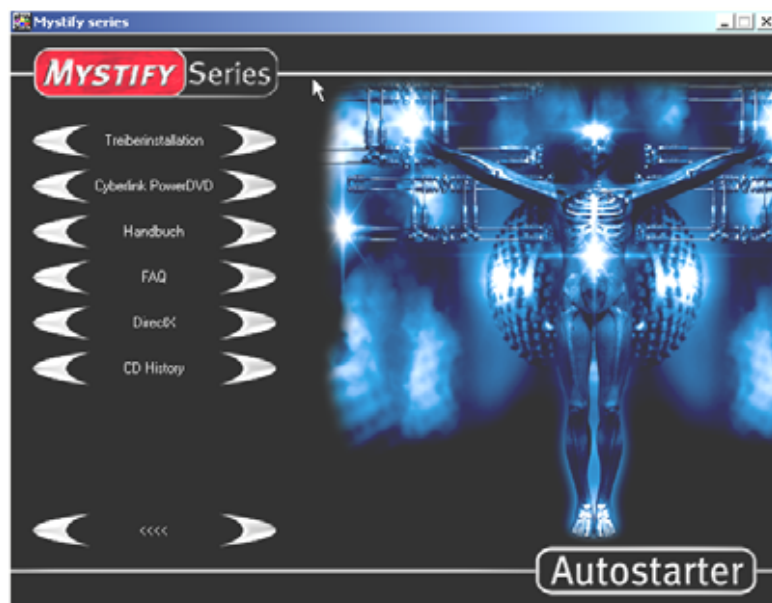 Mystify series
MYSTIFY Series
Treiberinstallation
Cyberlink PowerDVD
Handbuch
FAQ
DirectX
CD History
<<<<
Autostarter